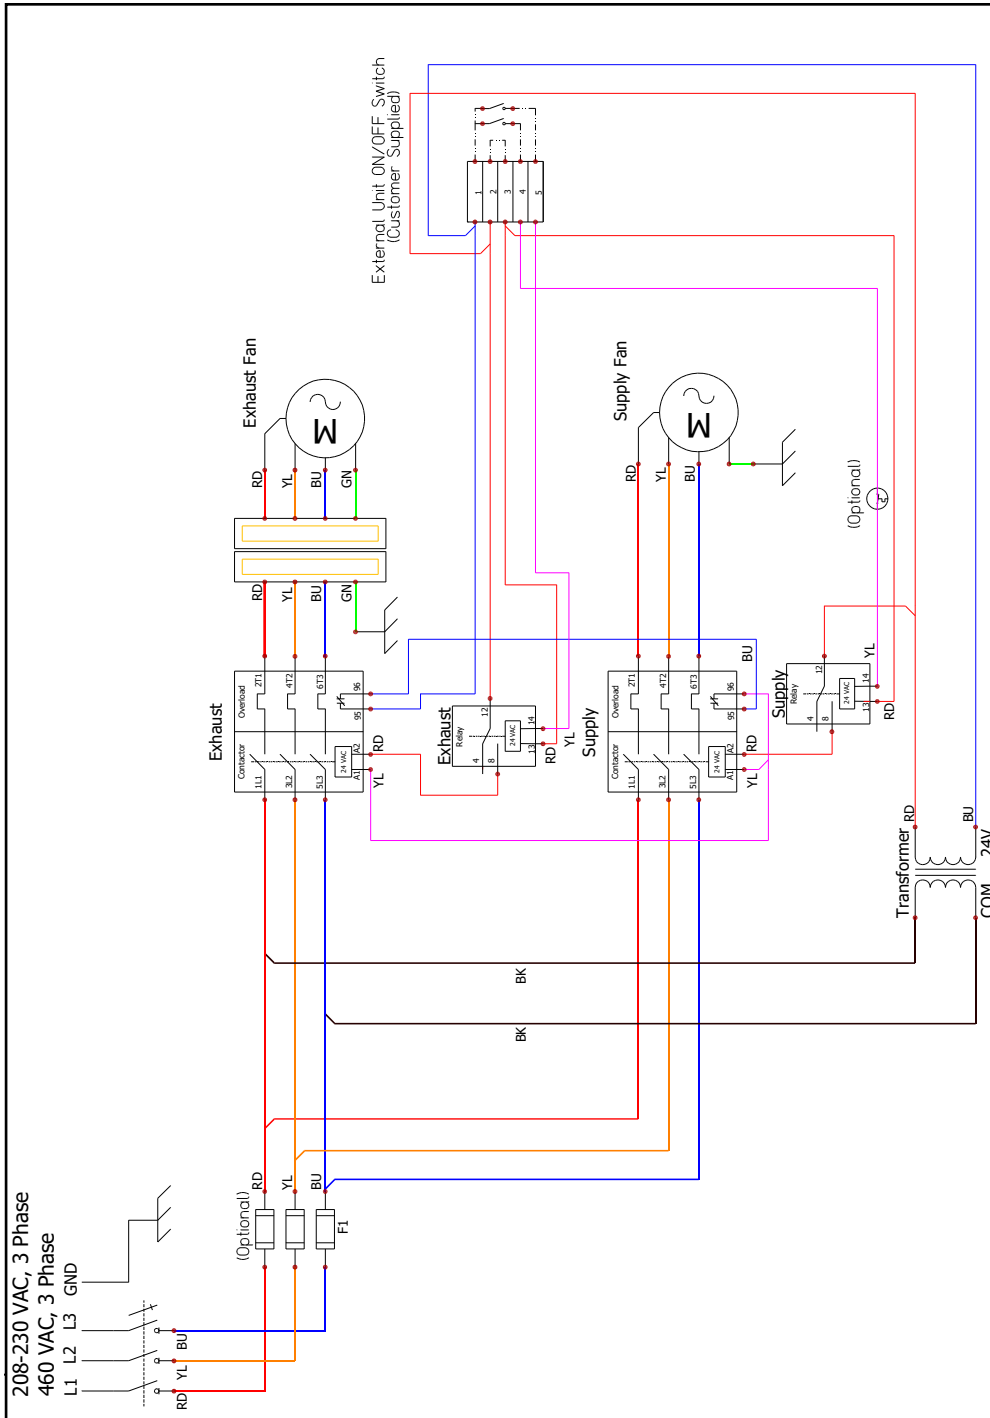 208-230 VAC, 3 Phase
460 VAC, 3 Phase
L1 L2 L3 GND
RD YL BU
(Optional)
RD
YL
BU
F1
BK
BK
Exhaust
Contactor
Overload
1L1
3L2
5L3
2T1
4T2
6T3
24 VAC
A1 A2
95 96
YL RD
RD
YL
BU
GN
RD
YL
BU
GN
Exhaust Fan
M
External Unit ON/OFF Switch
(Customer Supplied)
1
2
3
4
5
Exhaust
Relay
4
8
12
24 VAC
13 14
RD YL
Supply
Contactor
Overload
1L1
3L2
5L3
2T1
4T2
6T3
24 VAC
A1 A2
95 96
YL RD
BU
RD
YL
BU
Supply Fan
M
Supply
Relay
4
8
12
24 VAC
13 14
RD
YL
(Optional)
Transformer
RD
BU
COM 24V